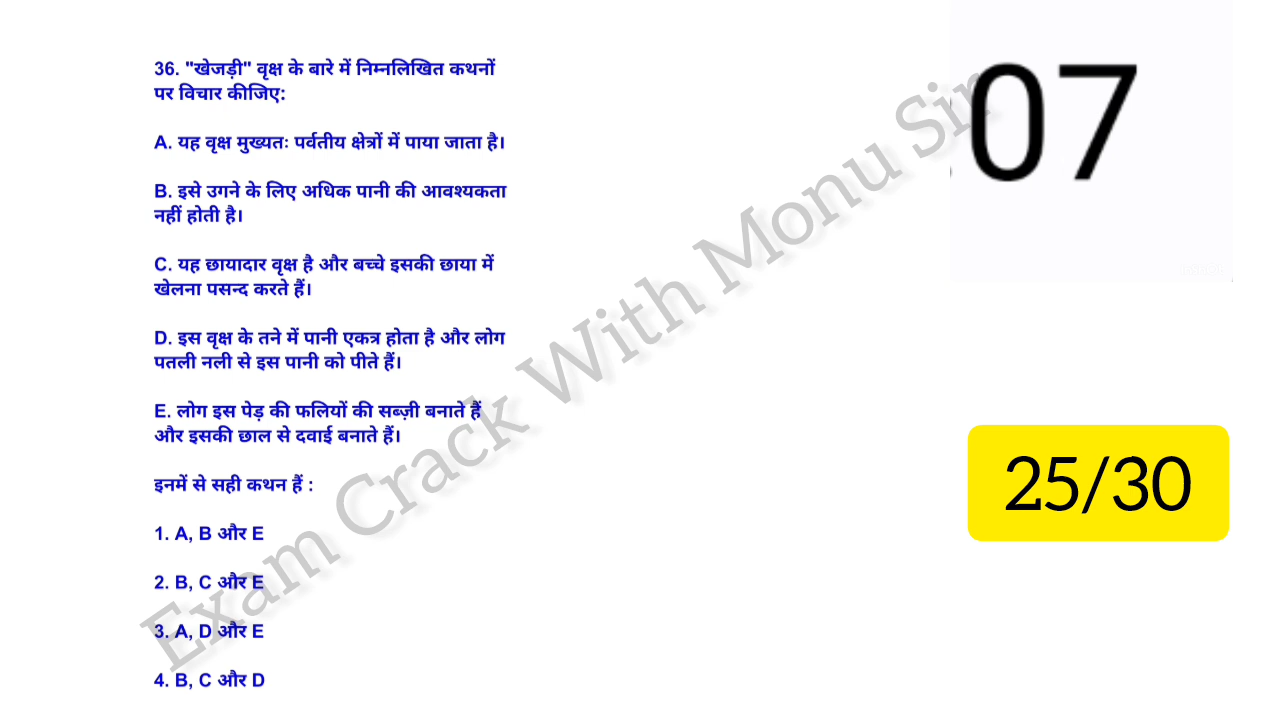 36. "खेजड़ी" वृक्ष के बारे में निम्नलिखित कथनों
पर विचार कीजिए:
A. यह वृक्ष मुख्यतः पर्वतीय क्षेत्रों में पाया जाता है।
B. इसे उगने के लिए अधिक पानी की आवश्यकता
नहीं होती है।
C. यह छायादार वृक्ष है और बच्चे इसकी छाया में
खेलना पसन्द करते हैं।
D. इस वृक्ष के तने में पानी एकत्र होता है और लोग
पतली नली से इस पानी को पीते हैं।
E. लोग इस पेड़ की फलियों की सब्ज़ी बनाते हैं
और इसकी छाल से दवाई बनाते हैं।
इनमें से सही कथन हैं :
1. A, B और E
2. B, C और E
3. A, D और E
4. B, C और D
Exam Crack With Monu Sir
07
25/30